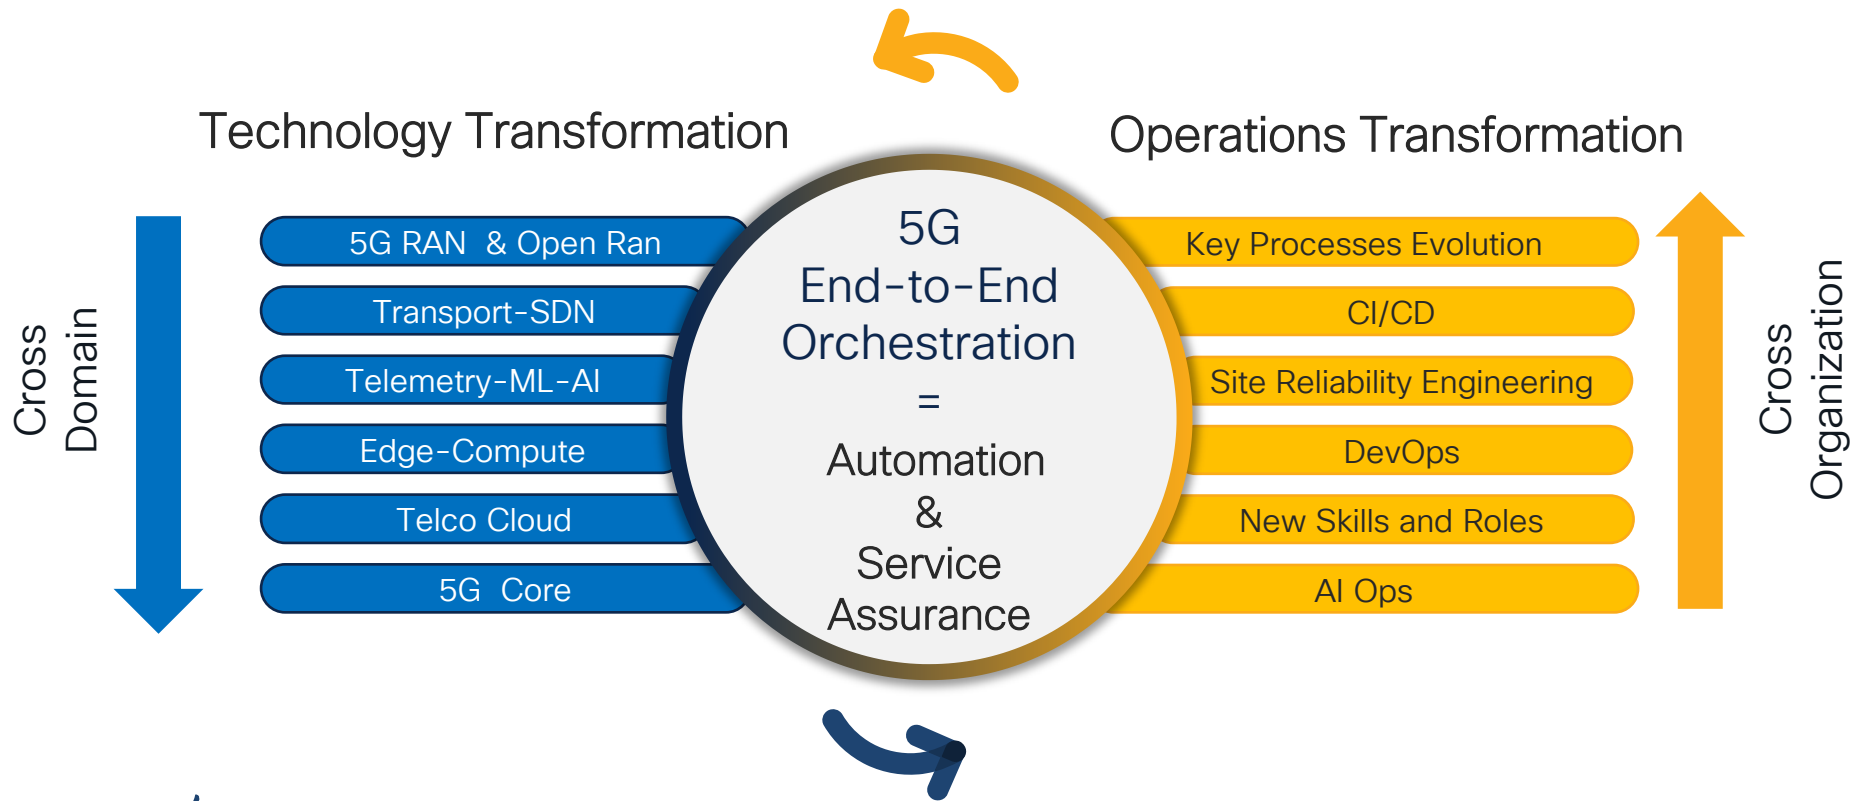 Technology Transformation
Operations Transformation
Cross
Domain
5G RAN & Open Ran
Transport-SDN
Telemetry-ML-AI
Edge-Compute
Telco Cloud
5G Core
5G
End-to-End
Orchestration
=
Automation
&
Service
Assurance
Key Processes Evolution
CI/CD
Site Reliability Engineering
DevOps
New Skills and Roles
AI Ops
Cross
Organization